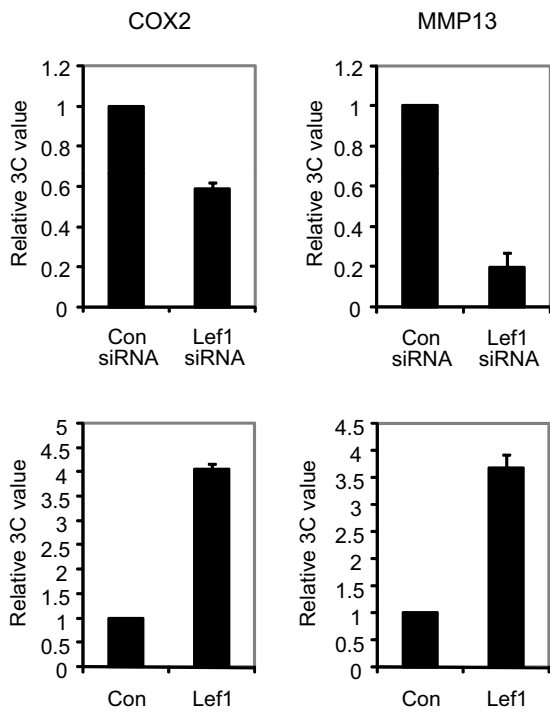 COX2
MMP13
Relative 3C value
1.2
1
0.8
0.6
0.4
0.2
0
Con siRNA
Lef1 siRNA
Relative 3C value
1.2
1
0.8
0.6
0.4
0.2
0
Con siRNA
Lef1 siRNA
Relative 3C value
5
4.5
4
3.5
3
2.5
2
1.5
1
0.5
0
Con
Lef1
Relative 3C value
4.5
4
3.5
3
2.5
2
1.5
1
0.5
0
Con
Lef1